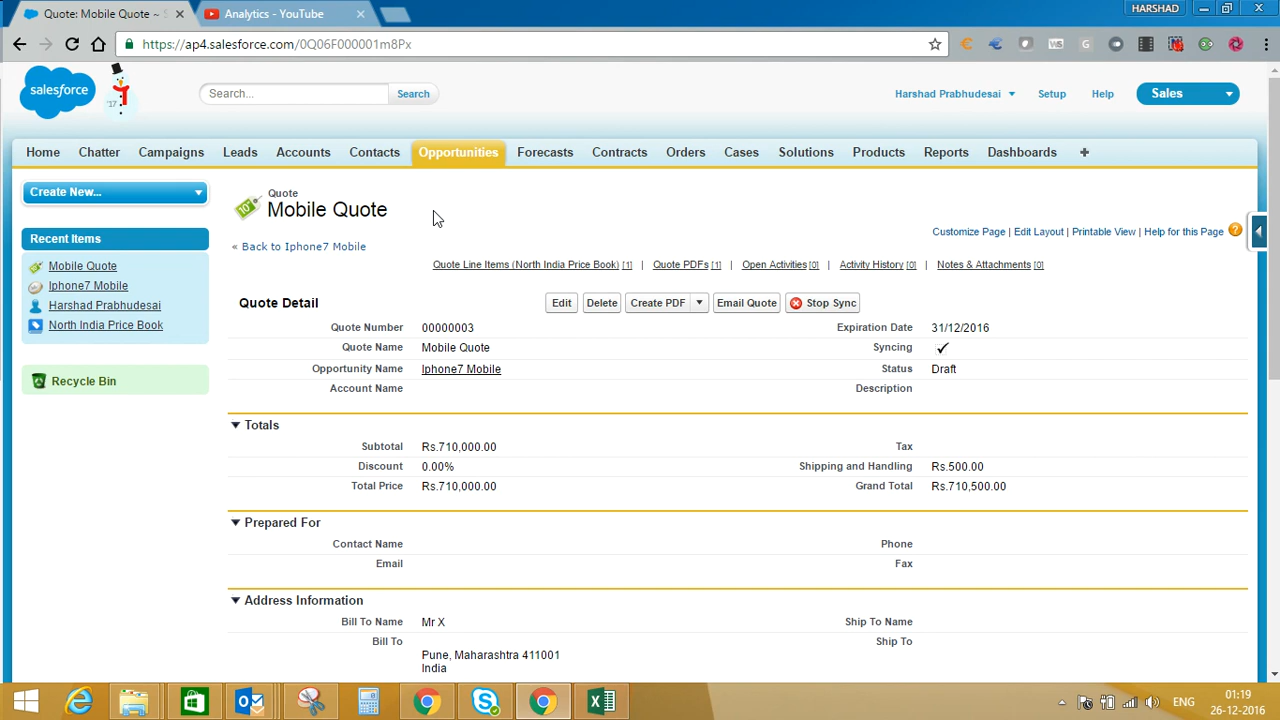 Quote: Mobile Quote ~ S
Analytics - YouTube
HARSHAD
https://ap4.salesforce.com/0Q06F000001m8Px
salesforce
'17
Search...
Search
Harshad Prabhudesai
Setup
Help
Sales
Home
Chatter
Campaigns
Leads
Accounts
Contacts
Opportunities
Forecasts
Contracts
Orders
Cases
Solutions
Products
Reports
Dashboards
Create New...
Recent Items
Mobile Quote
Iphone7 Mobile
Harshad Prabhudesai
North India Price Book
Recycle Bin
Quote
Mobile Quote
« Back to Iphone7 Mobile
Customize Page | Edit Layout | Printable View | Help for this Page
Quote Line Items (North India Price Book) [1] | Quote PDFs [1] | Open Activities [0] | Activity History [0] | Notes & Attachments [0]
Quote Detail
Edit
Delete
Create PDF
Email Quote
Stop Sync
Quote Number 00000003 Expiration Date 31/12/2016
Quote Name Mobile Quote Syncing ✓
Opportunity Name Iphone7 Mobile Status Draft
Account Name Description
Totals
Subtotal Rs.710,000.00 Tax
Discount 0.00% Shipping and Handling Rs.500.00
Total Price Rs.710,000.00 Grand Total Rs.710,500.00
Prepared For
Contact Name Phone
Email Fax
Address Information
Bill To Name Mr X Ship To Name
Bill To Ship To
Pune, Maharashtra 411001
India
ENG
01:19
26-12-2016